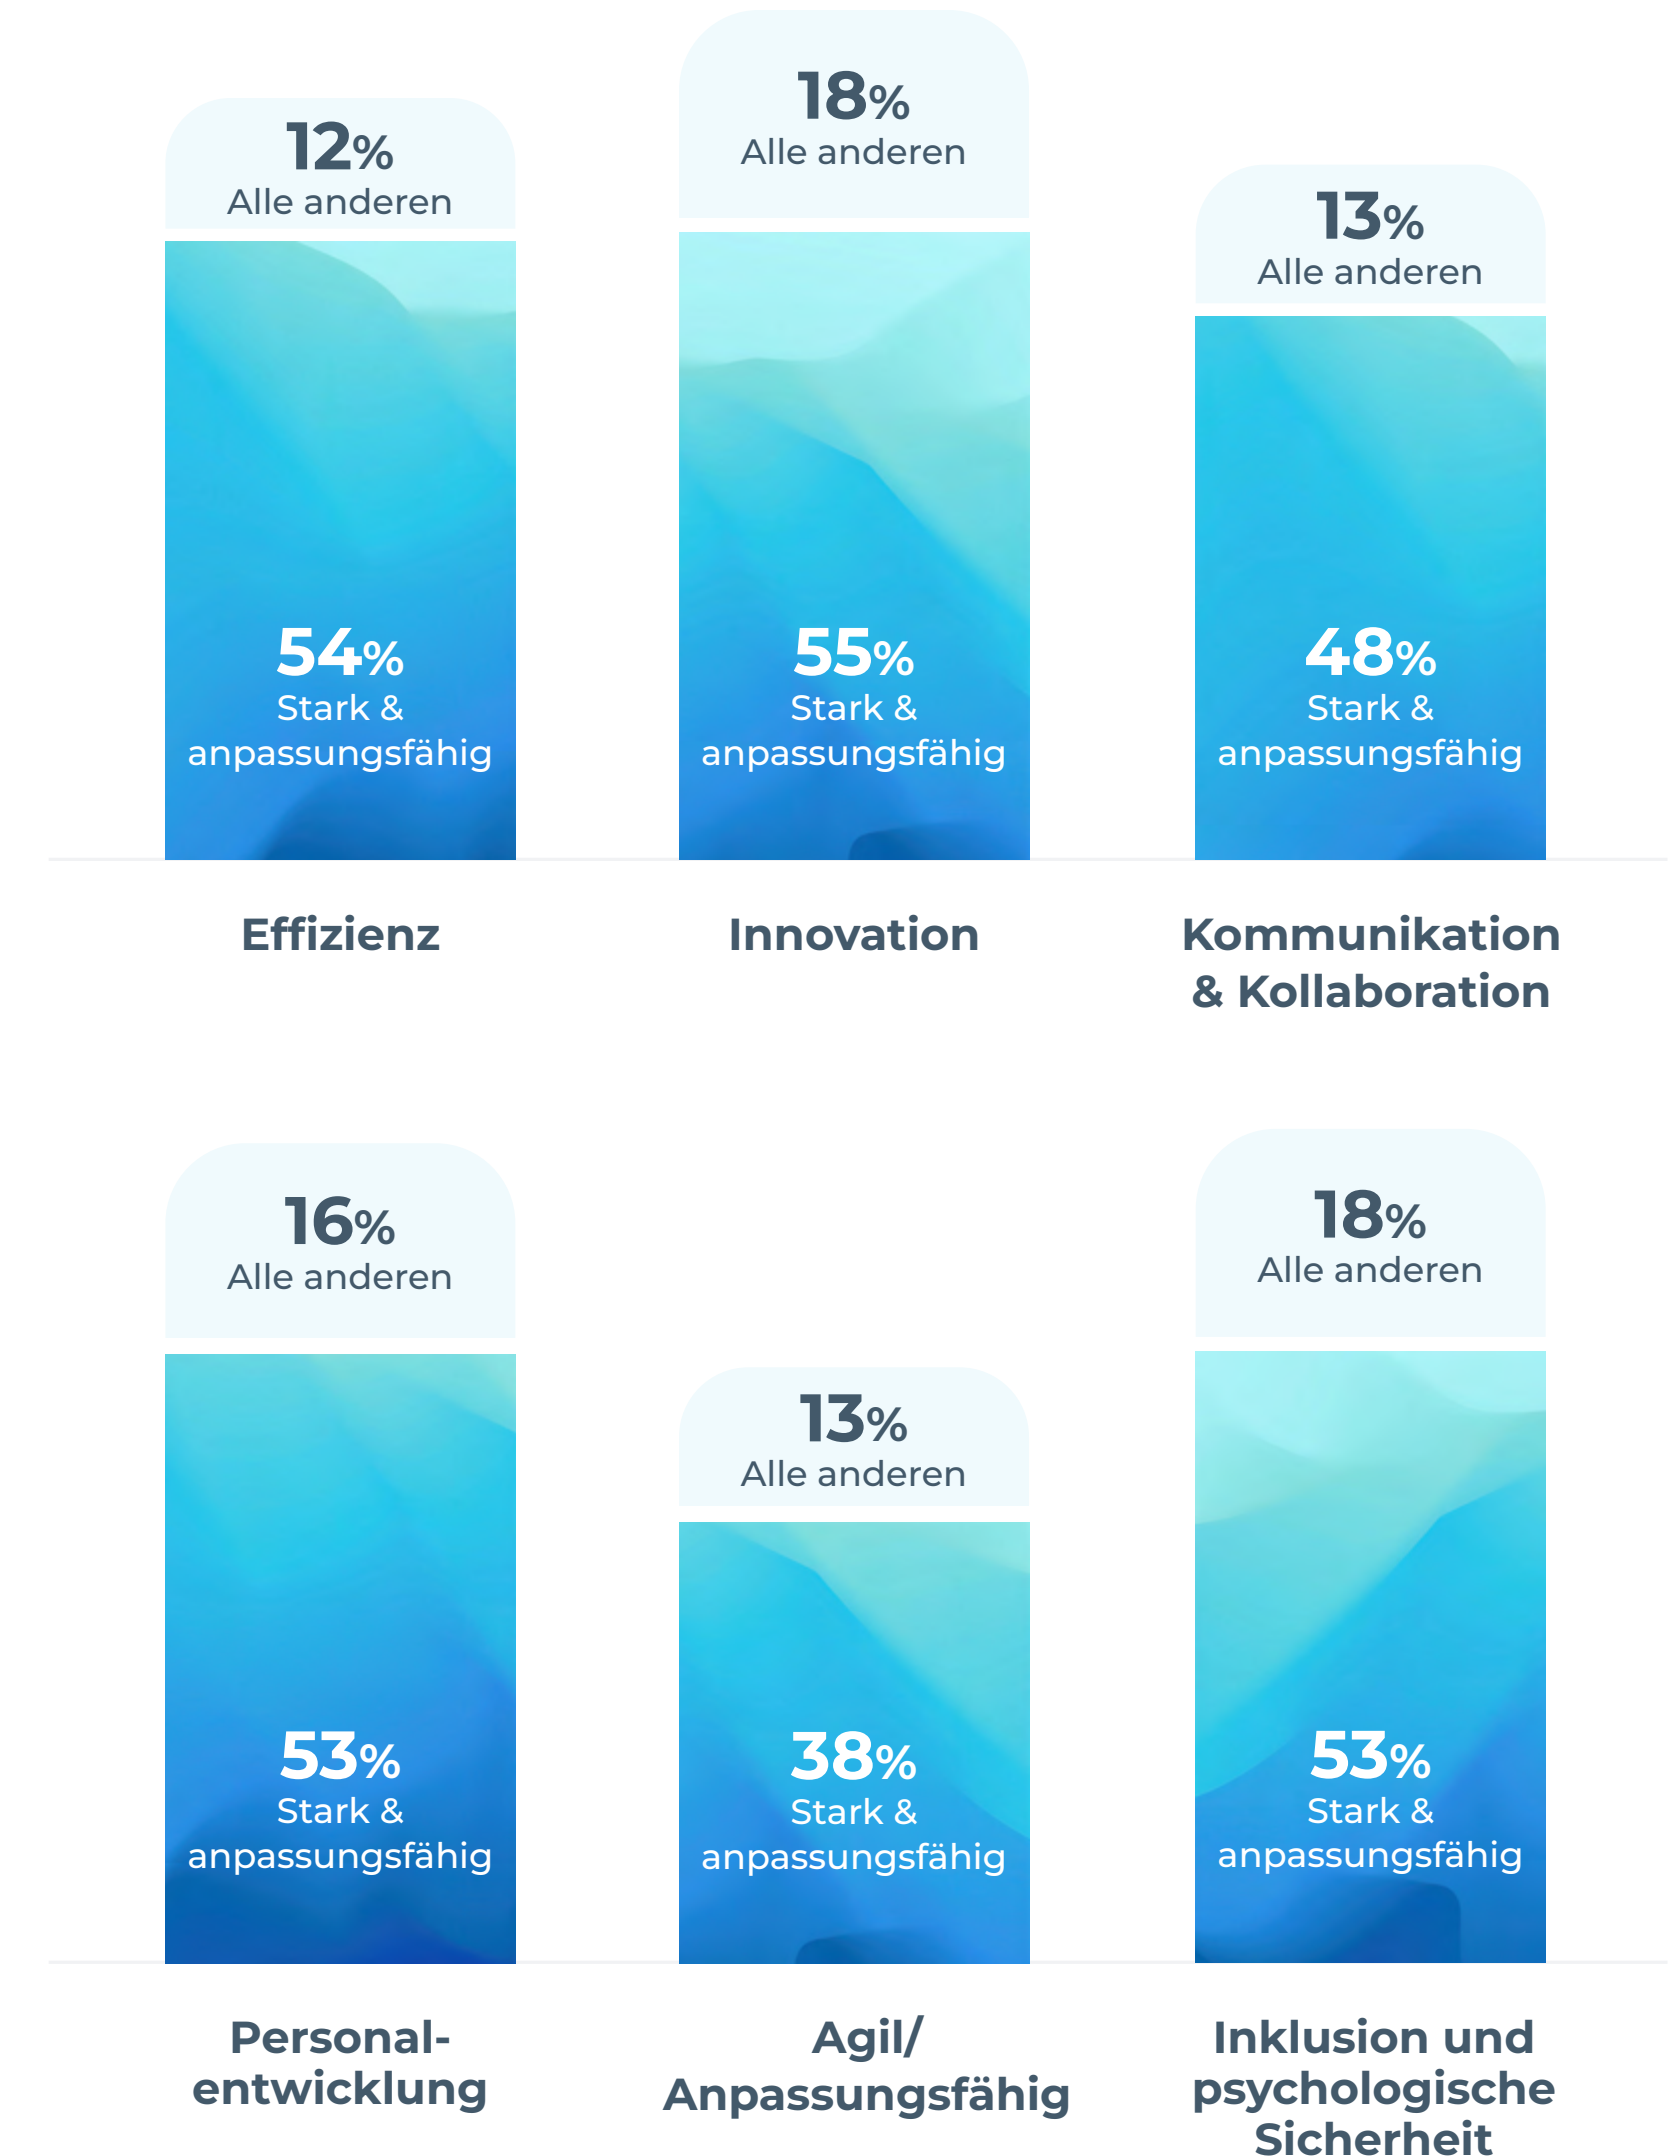 12%
Alle anderen
54%
Stark &
anpassungsfähig
Effizienz
18%
Alle anderen
55%
Stark &
anpassungsfähig
Innovation
13%
Alle anderen
48%
Stark &
anpassungsfähig
Kommunikation
& Kollaboration
16%
Alle anderen
53%
Stark &
anpassungsfähig
Personal-
entwicklung
13%
Alle anderen
38%
Stark &
anpassungsfähig
Agil/
Anpassungsfähig
18%
Alle anderen
53%
Stark &
anpassungsfähig
Inklusion und
psychologische
Sicherheit